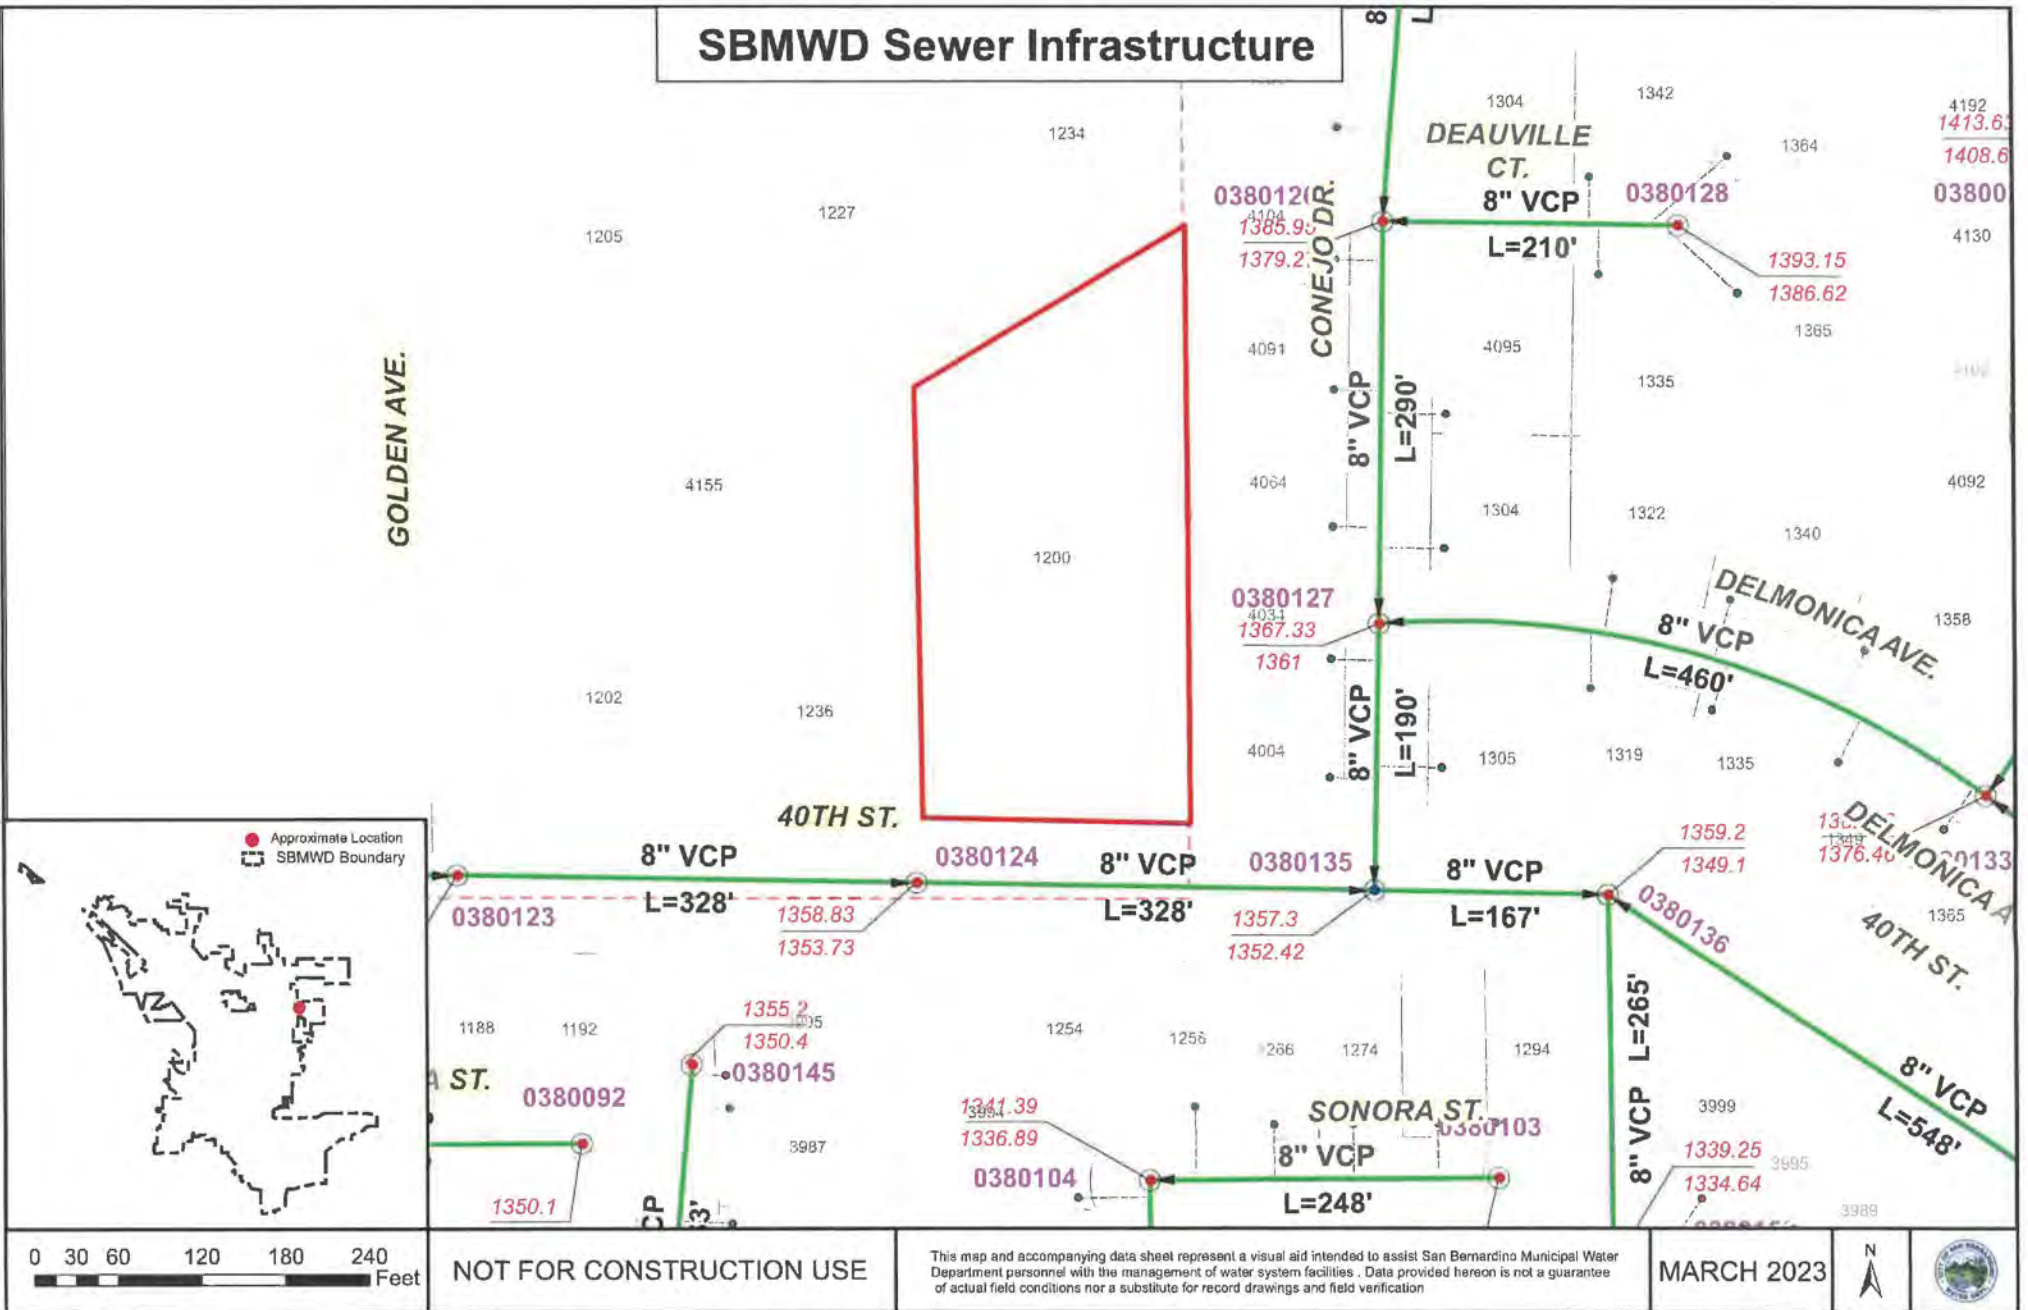 SBMWD Sewer Infrastructure
8
L
1304
1342
4192
1413.63
1408.6
03800
4130
1234
DEAUVILLE
CT.
1364
1227
1205
0380128
8" VCP
L=210'
1393.15
1386.62
CONEJO DR.
1385.95
1379.2
4104
1365
4091
4095
1335
GOLDEN AVE.
8" VCP
L=290'
4155
4064
1304
1322
1340
4092
1200
DELMONICA AVE.
0380127
4034
1367.33
1361
8" VCP
L=460'
1358
1202
1236
8" VCP
L=190'
4004
1305
1319
1335
40TH ST.
Approximate Location
SBMWD Boundary
8" VCP
L=328'
0380123
0380124
1358.83
1353.73
8" VCP
L=328'
0380135
1357.3
1352.42
8" VCP
L=167'
1359.2
1349.1
0380136
1349
1376.46
DELMONICA A
0133
1365
40TH ST.
1188
1192
1355.2
1350.4
0380145
1254
1256
266
1274
1294
L=265'
8" VCP
8" VCP
L=548'
ST.
0380092
1350.1
3987
CP
3'
1341.39
1336.89
0380104
SONORA ST.
0380103
8" VCP
L=248'
3999
1339.25
1334.64
3995
3989
0 30 60 120 180 240
Feet
NOT FOR CONSTRUCTION USE
This map and accompanying data sheet represent a visual aid intended to assist San Bernardino Municipal Water
Department personnel with the management of water system facilities . Data provided hereon is not a guarantee
of actual field conditions nor a substitute for record drawings and field verification
MARCH 2023
N